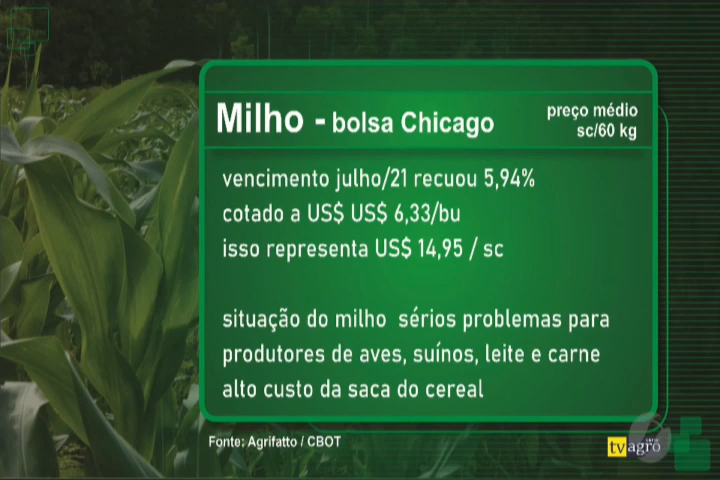 Milho - bolsa Chicago
preço médio
sc/60 kg
vencimento julho/21 recuou 5,94%
cotado a US$ US$ 6,33/bu
isso representa US$ 14,95 / sc
situação do milho sérios problemas para
produtores de aves, suínos, leite e carne
alto custo da saca do cereal
Fonte: Agrifatto / CBOT
tv agro